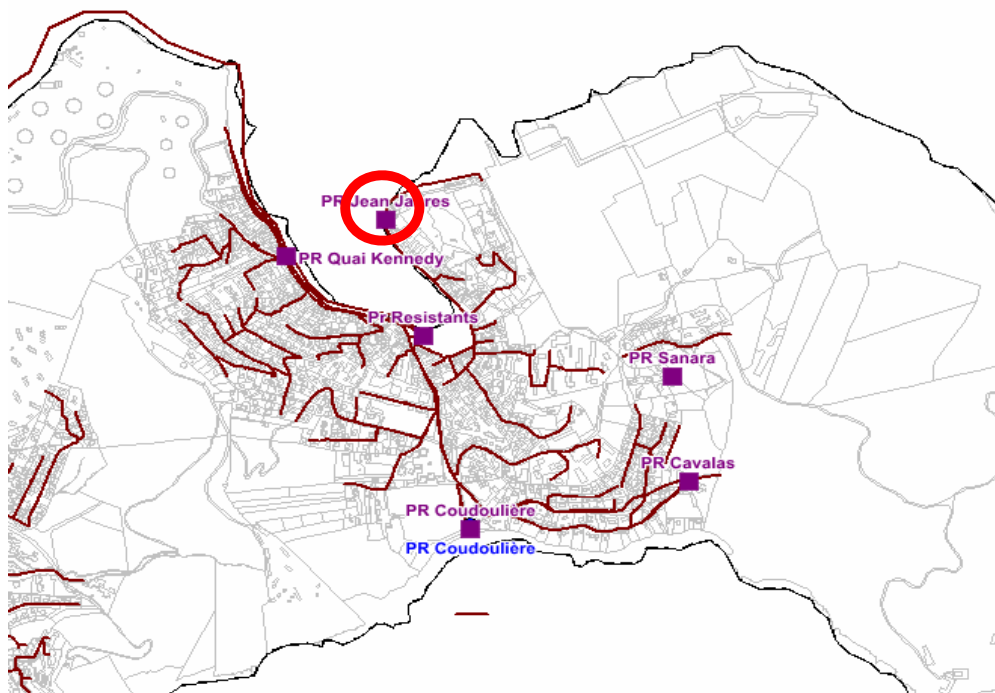 PR Jean Jaures
PR Quai Kennedy
Pr Resistants
PR Sanara
PR Cavalas
PR Coudoulière
PR Coudoulière